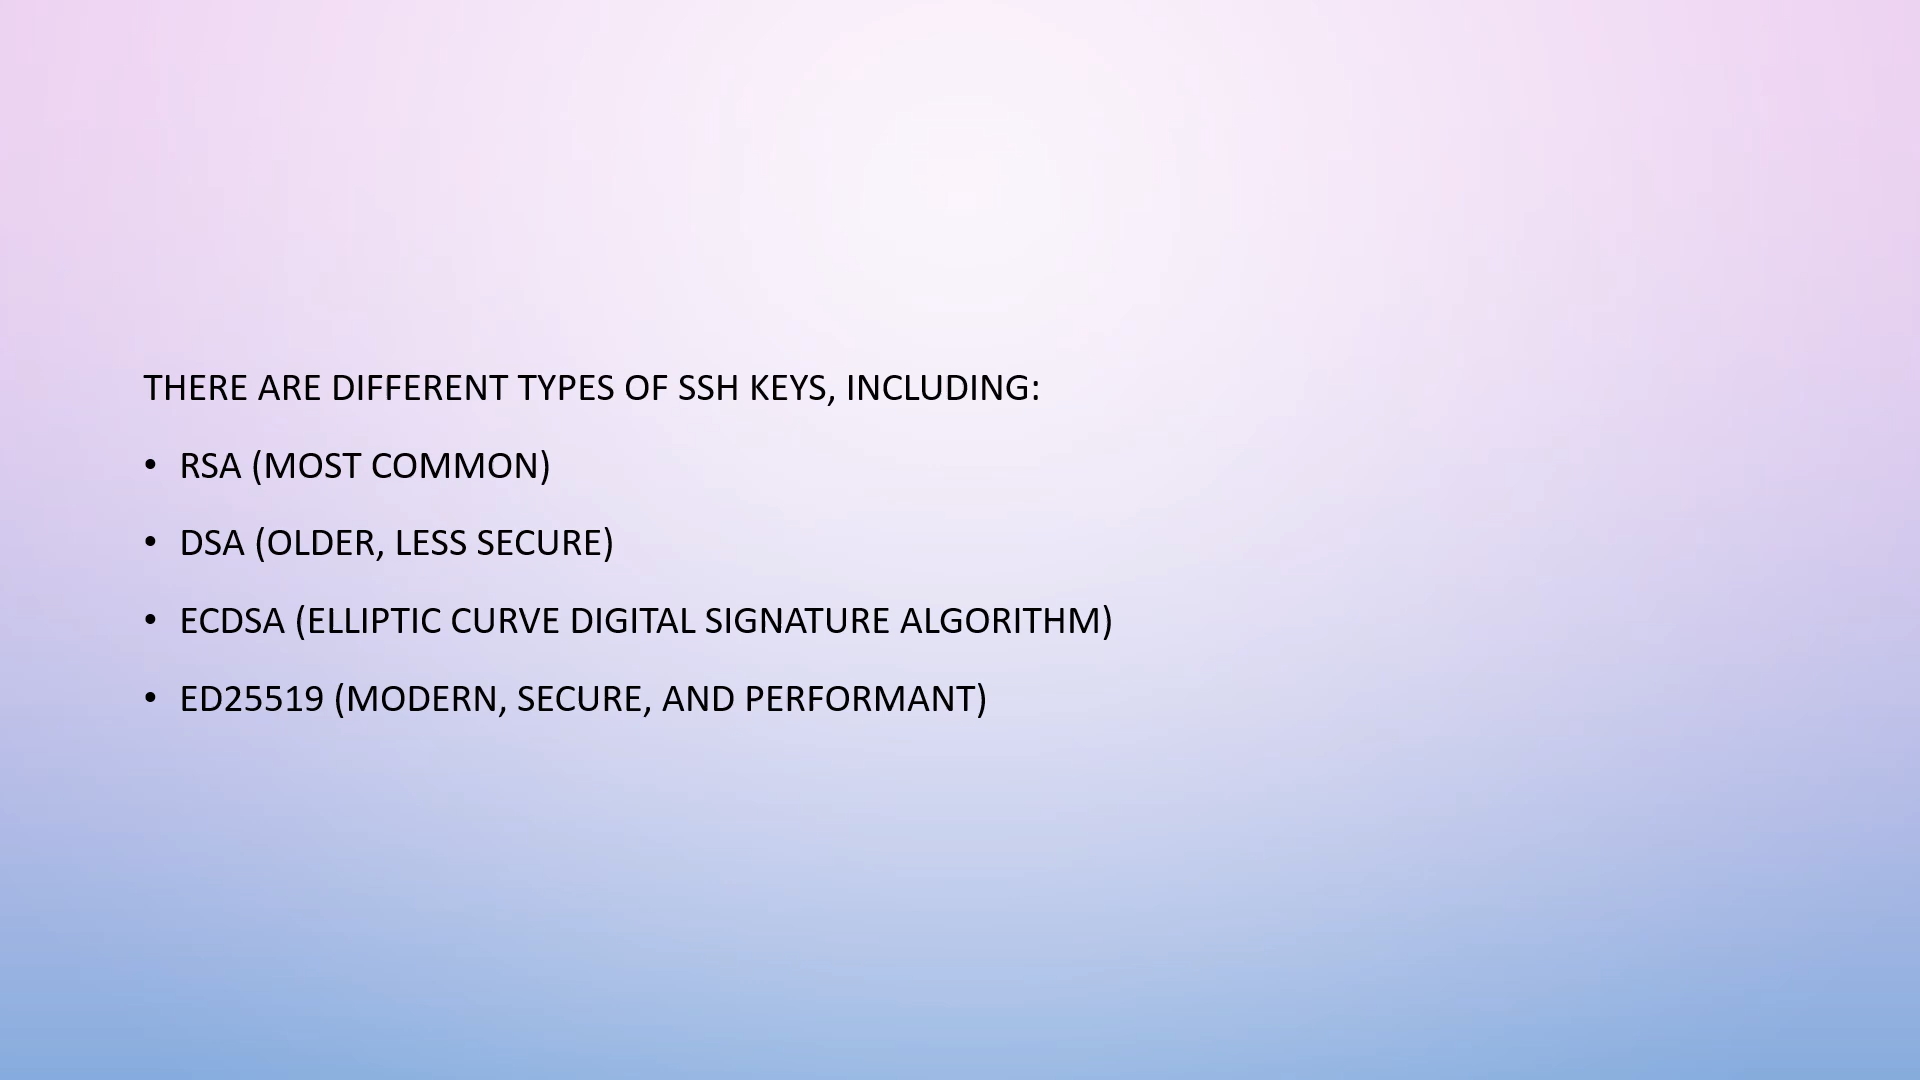 THERE ARE DIFFERENT TYPES OF SSH KEYS, INCLUDING:
• RSA (MOST COMMON)
• DSA (OLDER, LESS SECURE)
• ECDSA (ELLIPTIC CURVE DIGITAL SIGNATURE ALGORITHM)
• ED25519 (MODERN, SECURE, AND PERFORMANT)